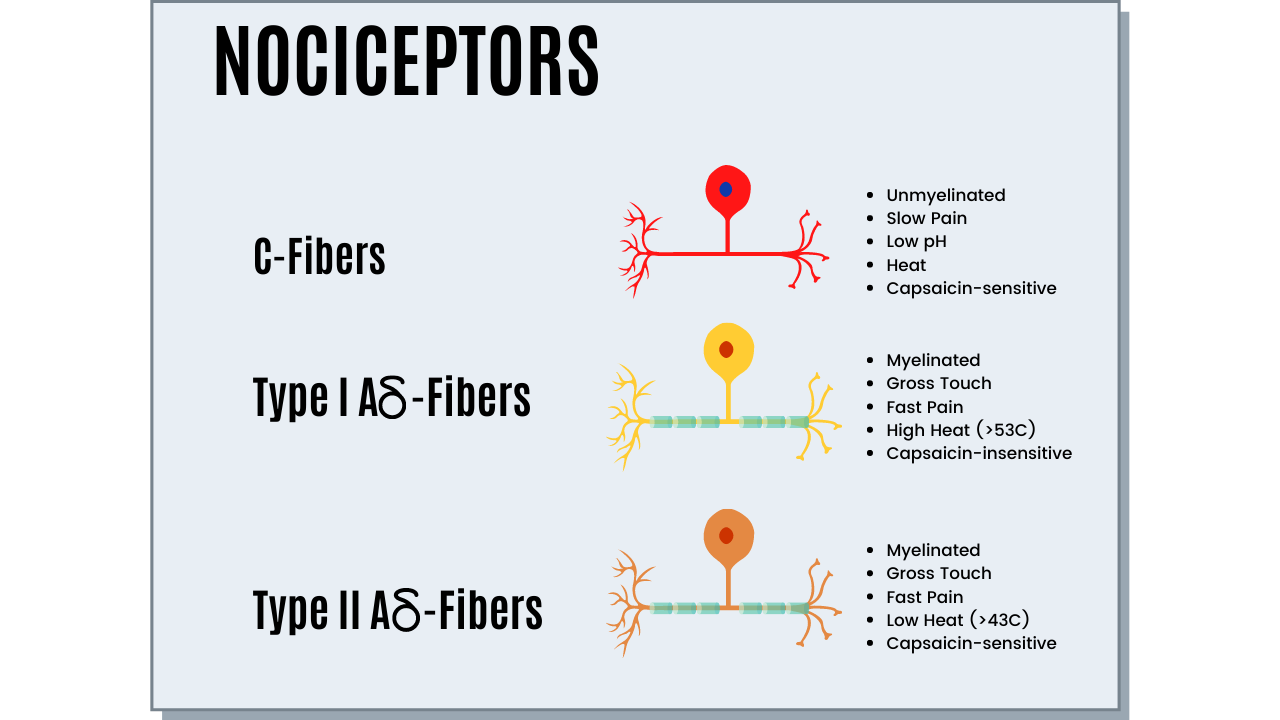 NOCICEPTORS
C-Fibers
• Unmyelinated
• Slow Pain
• Low pH
• Heat
• Capsaicin-sensitive
Type I Aδ-Fibers
• Myelinated
• Gross Touch
• Fast Pain
• High Heat (>53C)
• Capsaicin-insensitive
Type II Aδ-Fibers
• Myelinated
• Gross Touch
• Fast Pain
• Low Heat (>43C)
• Capsaicin-sensitive